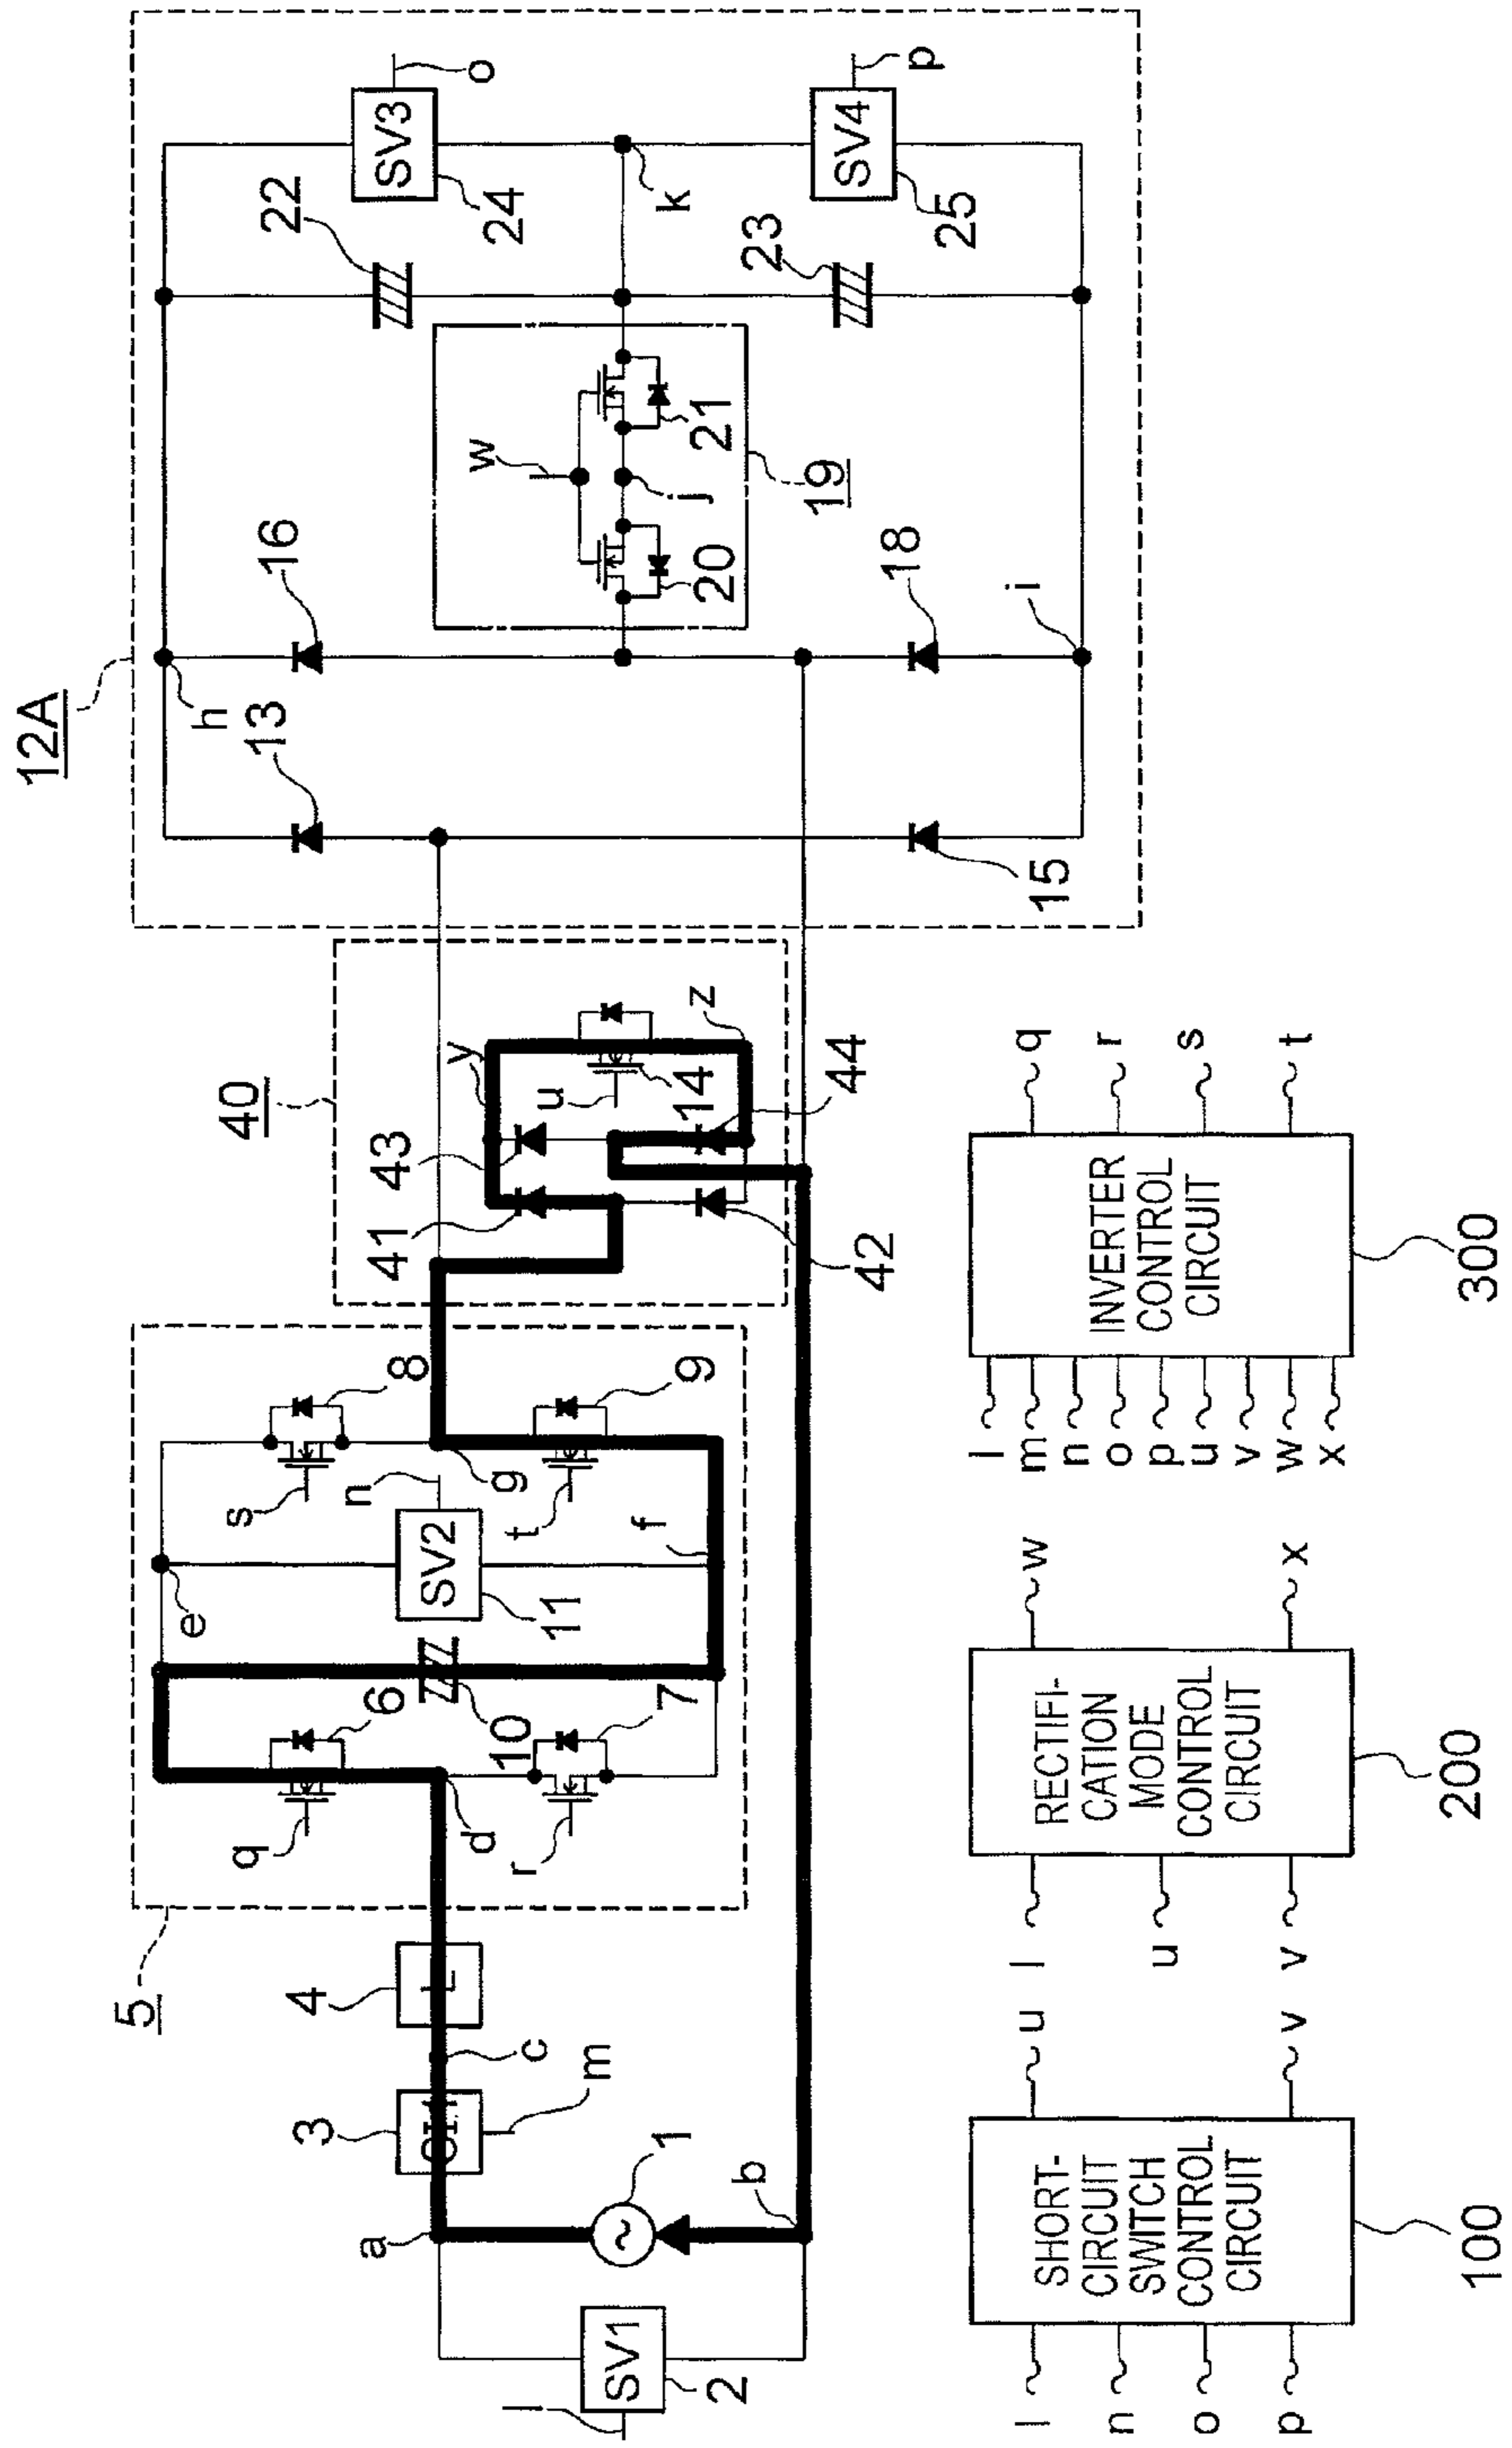 12A
h
13
16
22
SV3
24
o
w
j
20
21
19
k
23
SV4
25
p
18
i
15
5
q
6
d
10
r
7
e
SV2
11
n
f
s
8
g
t
9
40
41
43
y
u
14
z
44
42
l
SV1
2
a
1
b
3
m
c
4
L
l
n
o
p
SHORT-
CIRCUIT
SWITCH
CONTROL
CIRCUIT
u
v
100
l
u
v
RECTIFI-
CATION
MODE
CONTROL
CIRCUIT
w
x
200
l
m
n
o
p
u
v
w
x
INVERTER
CONTROL
CIRCUIT
q
r
s
t
300